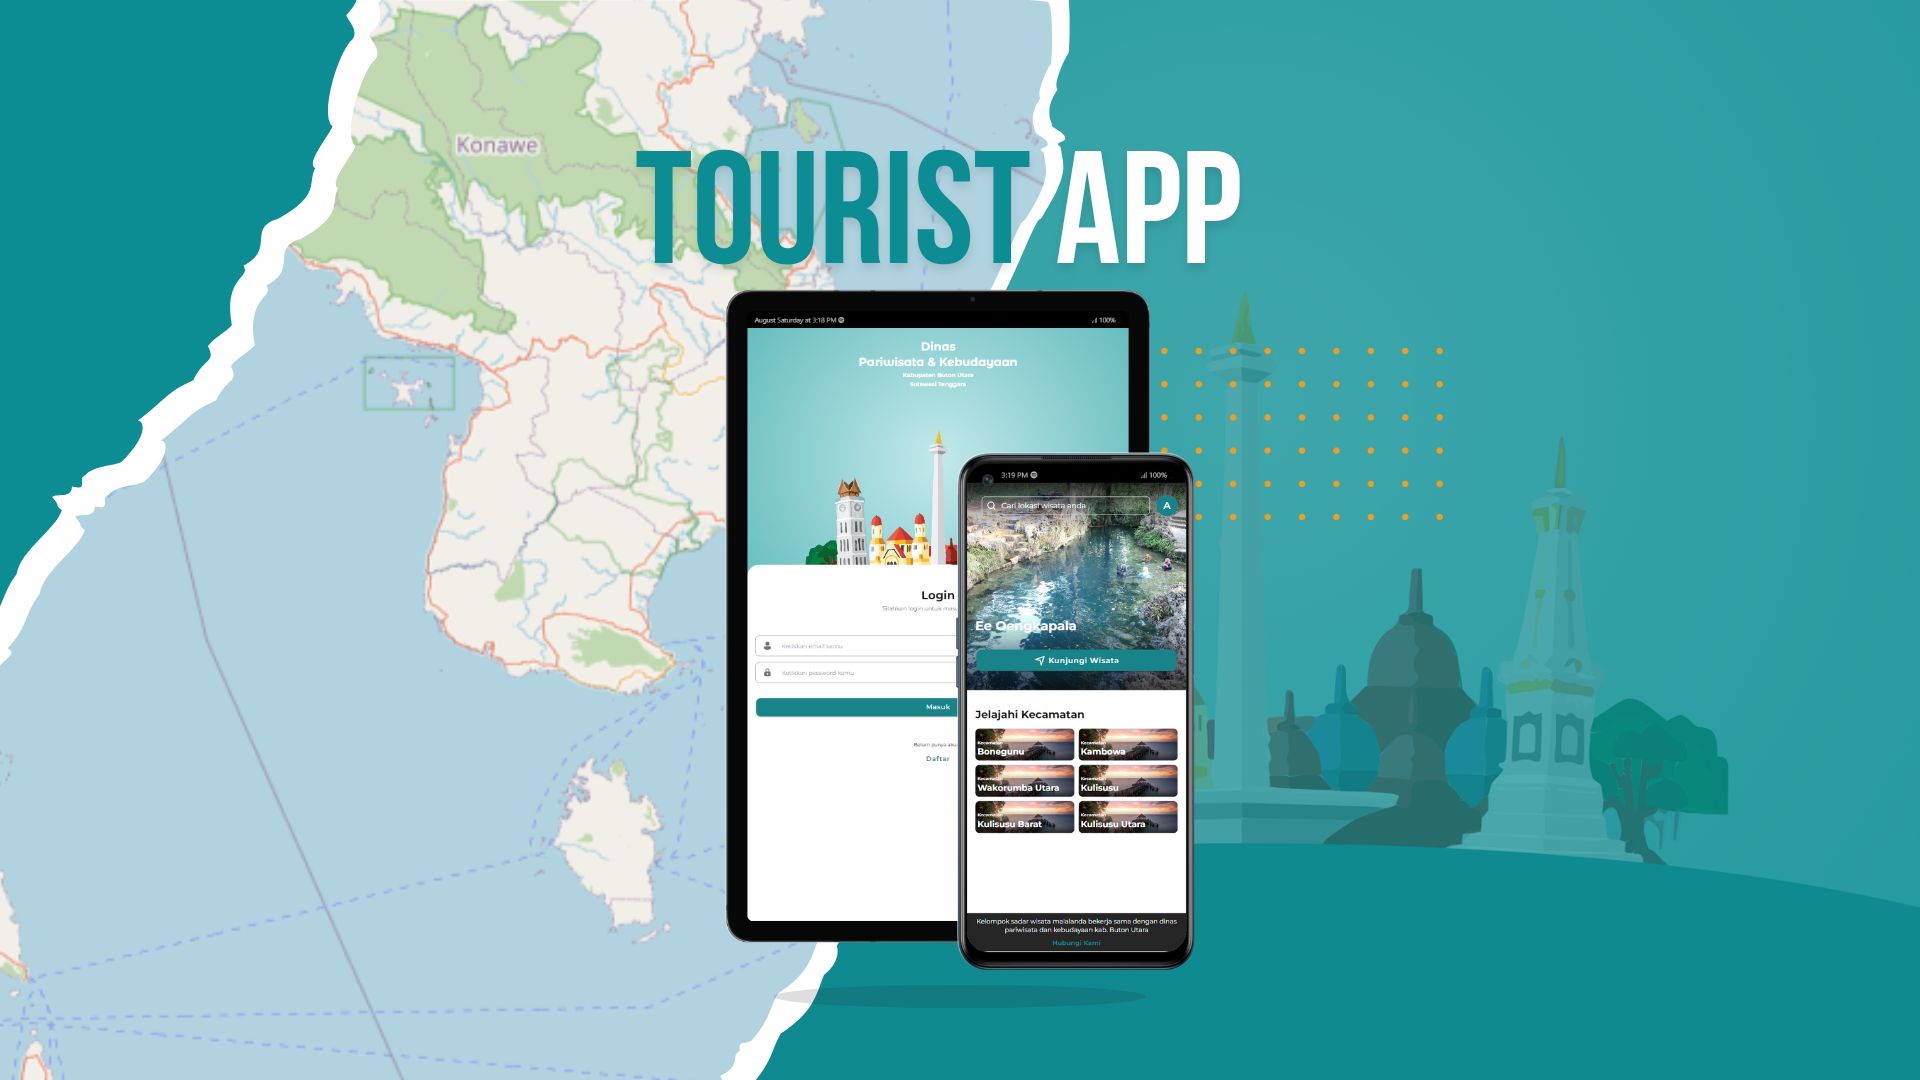 Konawe
TOURIST APP
August Saturday at 3:18 PM
100%
Dinas
Pariwisata & Kebudayaan
Kabupaten Buton Utara
Sulawesi Tenggara
Login
Silahkan login untuk
Ketikkan email kamu
Ketikkan password kamu
Masuk
Belum punya
Daftar
3:19 PM
100%
Cari lokasi wisata anda
A
Ee Oengkapala
Kunjungi Wisata
Jelajahi Kecamatan
Kecamatan
Bonegunu
Kecamatan
Kambowa
Kecamatan
Wakorumba Utara
Kecamatan
Kulisusu
Kecamatan
Kulisusu Barat
Kecamatan
Kulisusu Utara
Kelompok sadar wisata malalanda bekerja sama dengan dinas
pariwisata dan kebudayaan kab. Buton Utara
Hubungi Kami